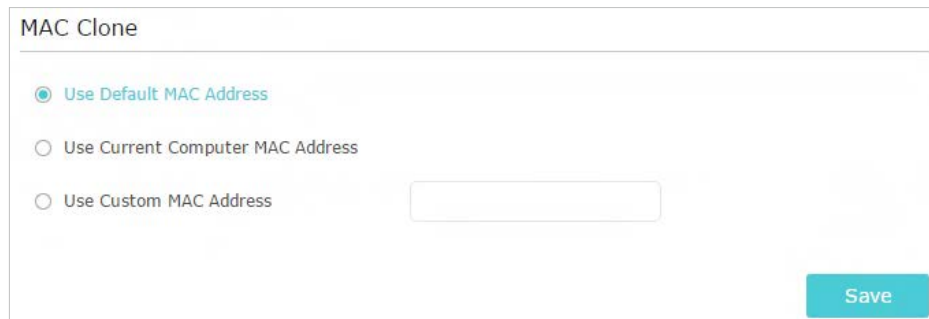 MAC Clone
Use Default MAC Address
Use Current Computer MAC Address
Use Custom MAC Address
Save